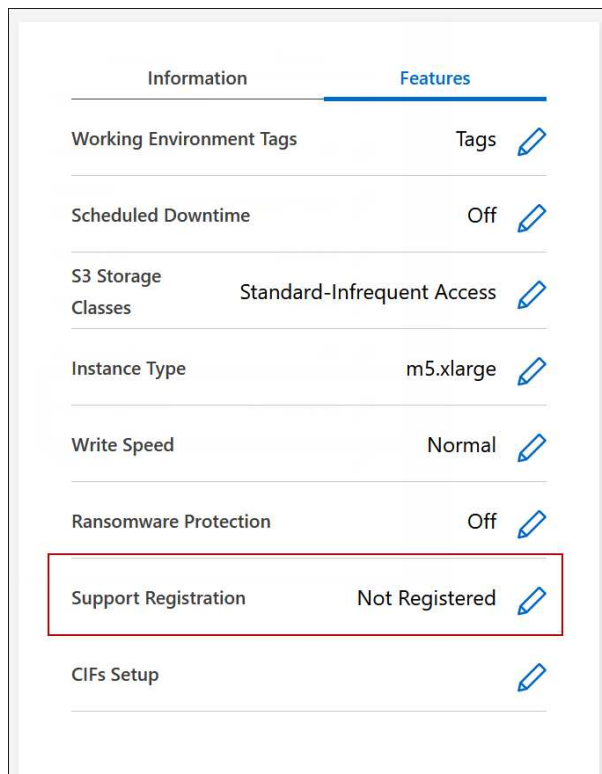 Information Features
Working Environment Tags Tags
Scheduled Downtime Off
S3 Storage
Classes Standard-Infrequent Access
Instance Type m5.xlarge
Write Speed Normal
Ransomware Protection Off
Support Registration Not Registered
CIFs Setup